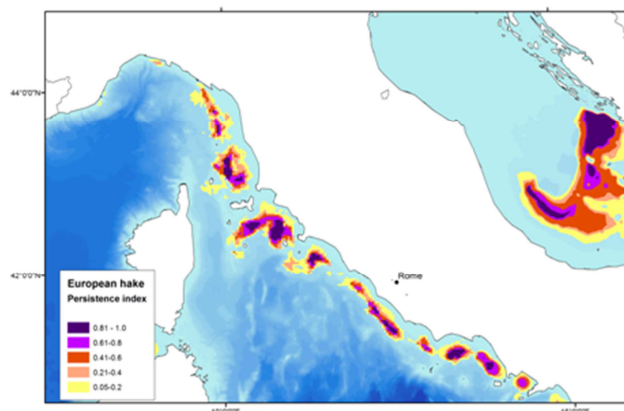 44°0'0"N
42°0'0"N
Rome
European hake
Persistence index
0.81 - 1.0
0.61-0.8
0.41-0.6
0.21-0.4
0.05-0.2